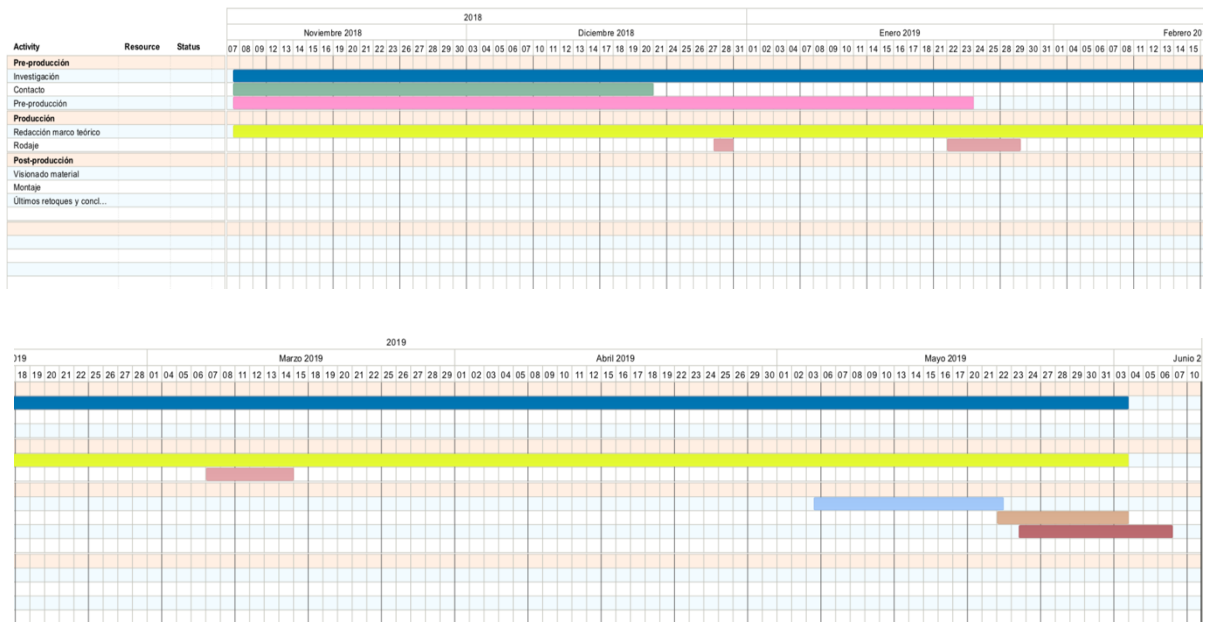 2018
Noviembre 2018 Diciembre 2018 Enero 2019 Febrero 20
Activity Resource Status 07 08 09 12 13 14 15 16 19 20 21 22 23 26 27 28 29 30 03 04 05 06 07 10 11 12 13 14 17 18 19 20 21 24 25 26 27 28 31 01 02 03 04 07 08 09 10 11 14 15 16 17 18 21 22 23 24 25 28 29 30 31 01 04 05 06 07 08 11 12 13 14 15
Pre-producción
Investigación
Contacto
Pre-producción
Producción
Redacción marco teórico
Rodaje
Post-producción
Visionado material
Montaje
Últimos retoques y concl...
2019
019 Marzo 2019 Abril 2019 Mayo 2019 Junio 2
18 19 20 21 22 25 26 27 28 01 04 05 06 07 08 11 12 13 14 15 18 19 20 21 22 25 26 27 28 29 01 02 03 04 05 08 09 10 11 12 15 16 17 18 19 22 23 24 25 26 29 30 01 02 03 06 07 08 09 10 13 14 15 16 17 20 21 22 23 24 27 28 29 30 31 03 04 05 06 07 10